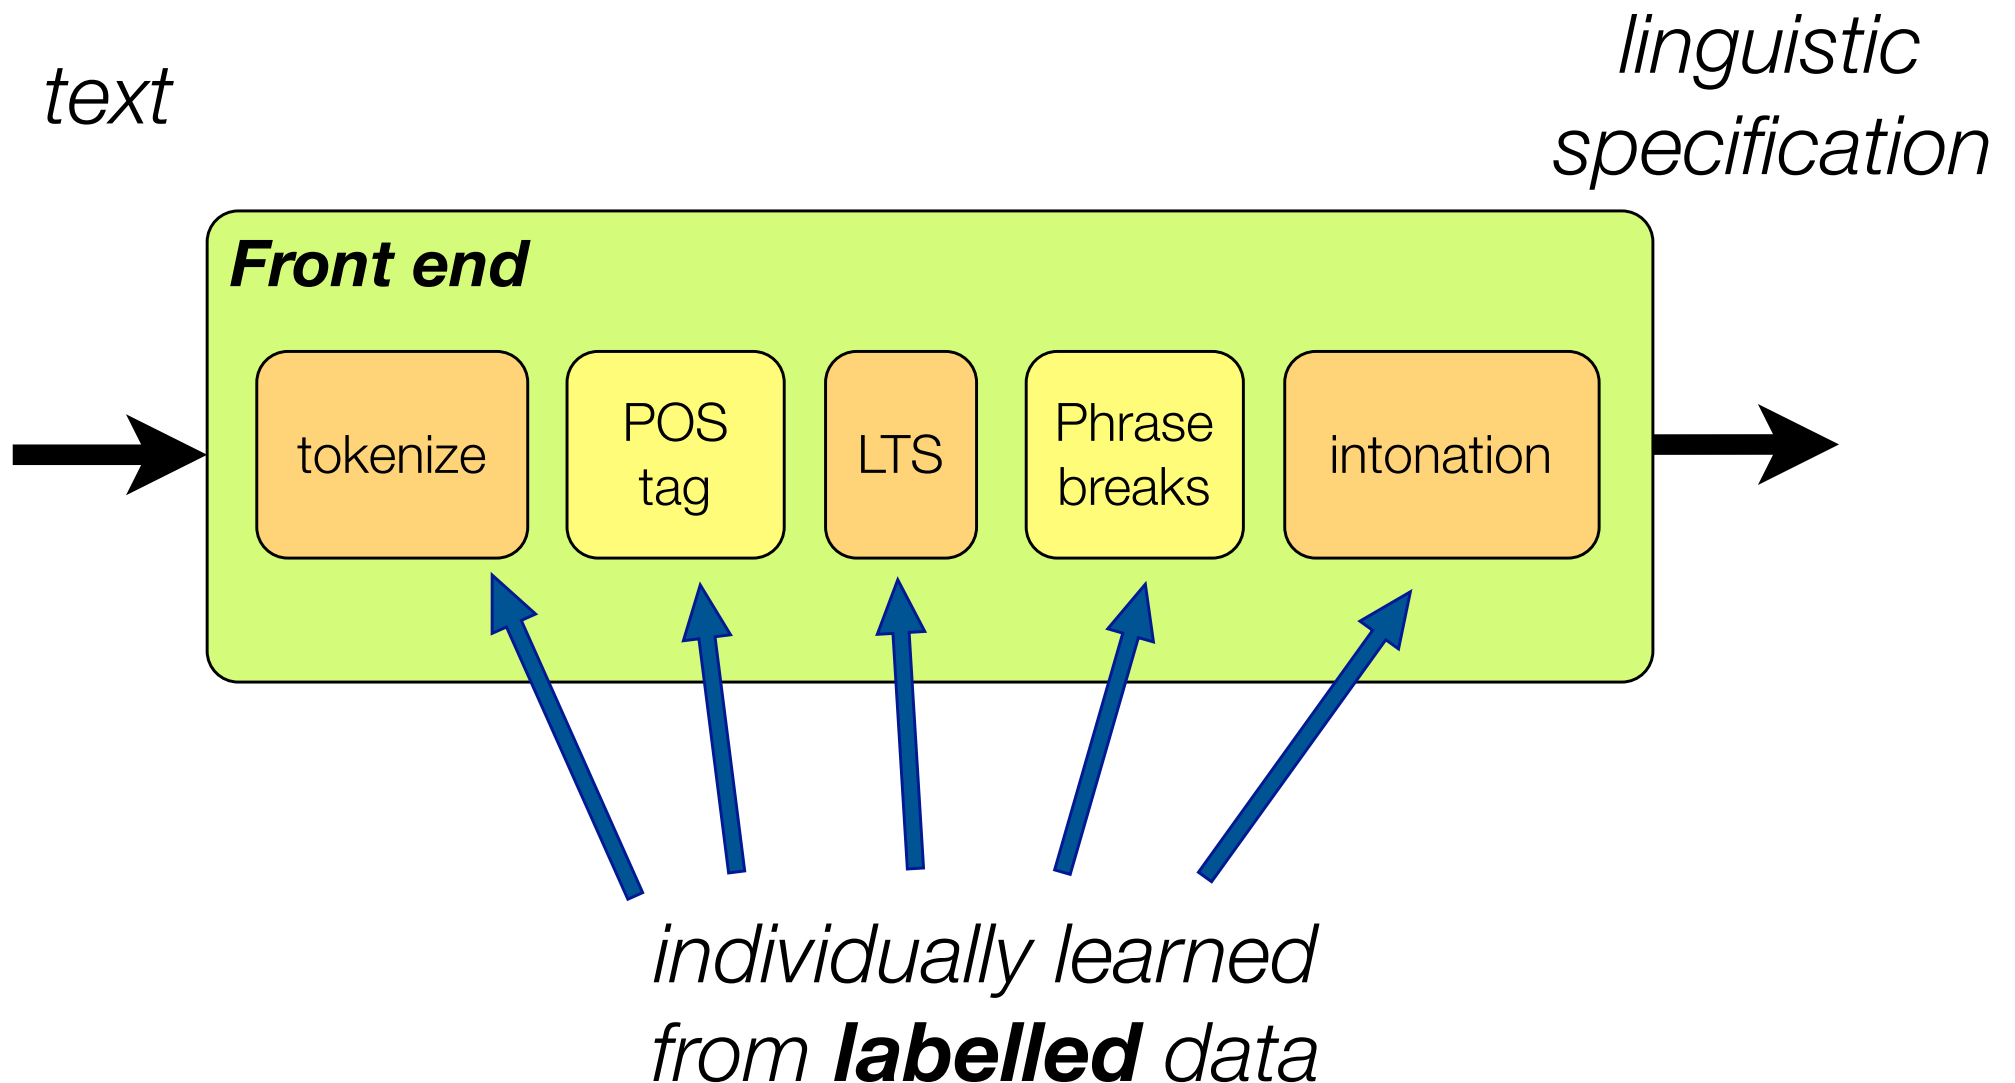 text
linguistic
specification
Front end
tokenize
POS
tag
LTS
Phrase
breaks
intonation
individually learned
from labelled data